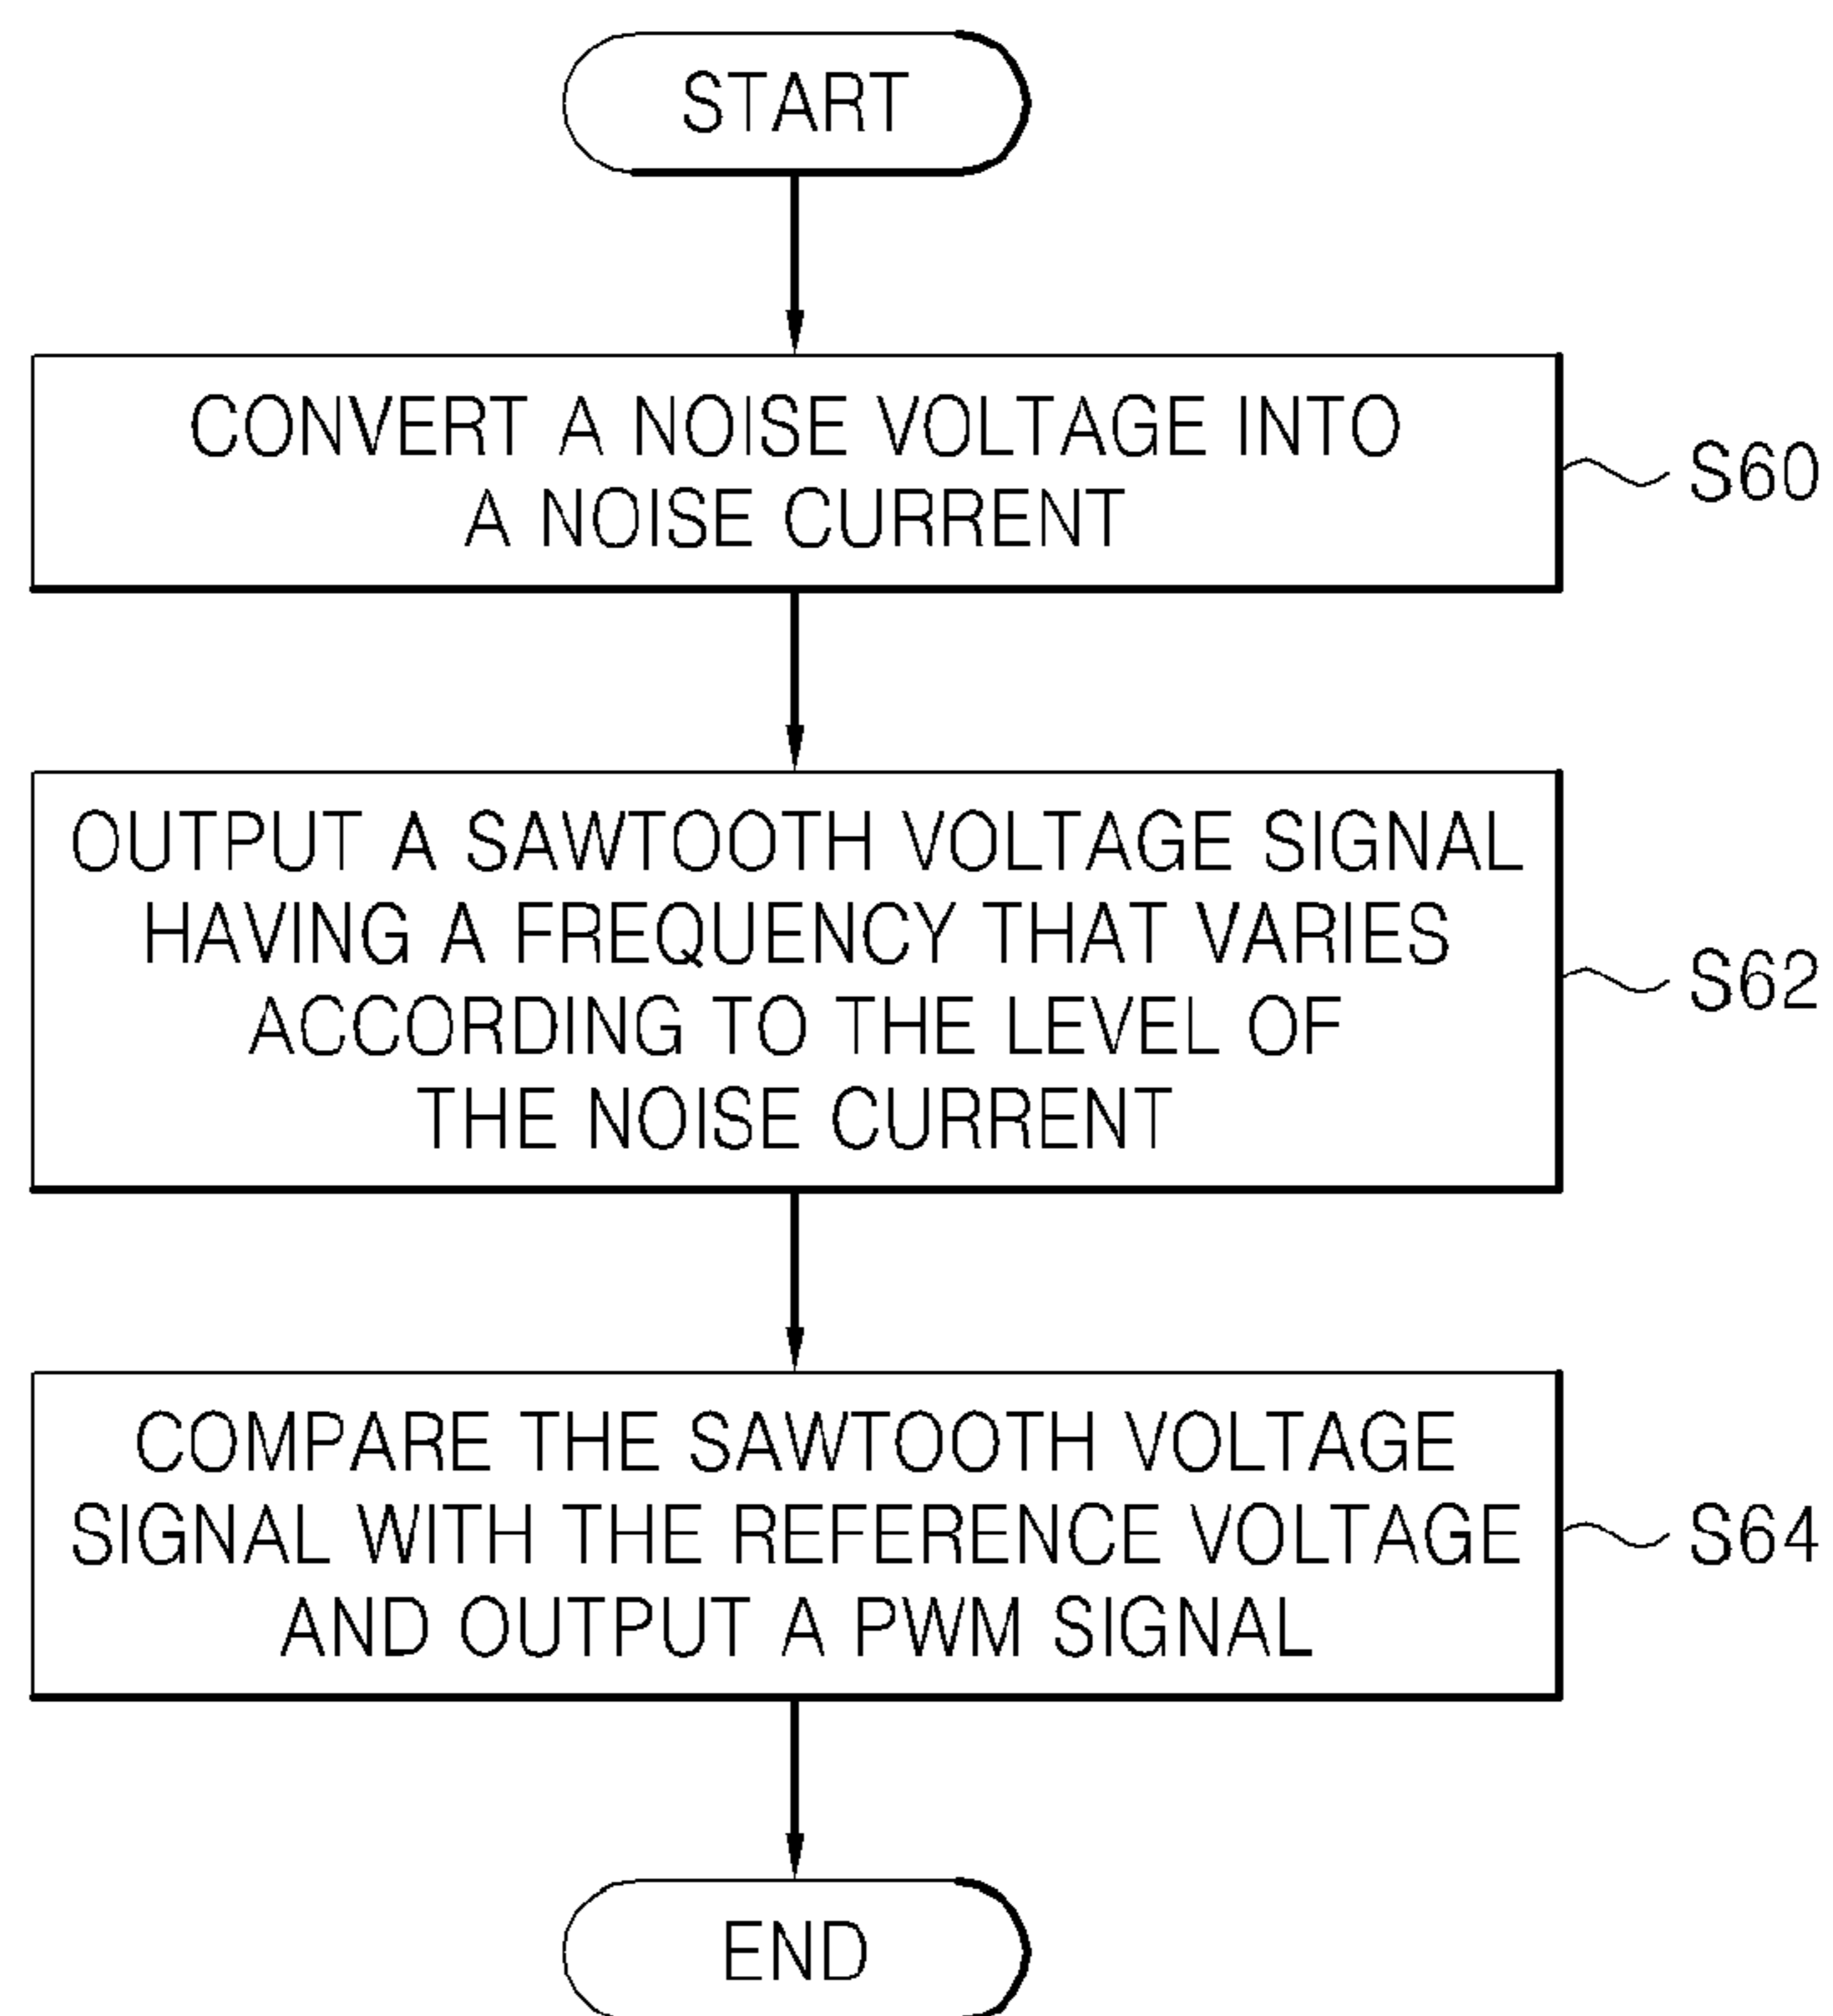 START
CONVERT A NOISE VOLTAGE INTO
A NOISE CURRENT
S60
OUTPUT A SAWTOOTH VOLTAGE SIGNAL
HAVING A FREQUENCY THAT VARIES
ACCORDING TO THE LEVEL OF
THE NOISE CURRENT
S62
COMPARE THE SAWTOOTH VOLTAGE
SIGNAL WITH THE REFERENCE VOLTAGE
AND OUTPUT A PWM SIGNAL
S64
END